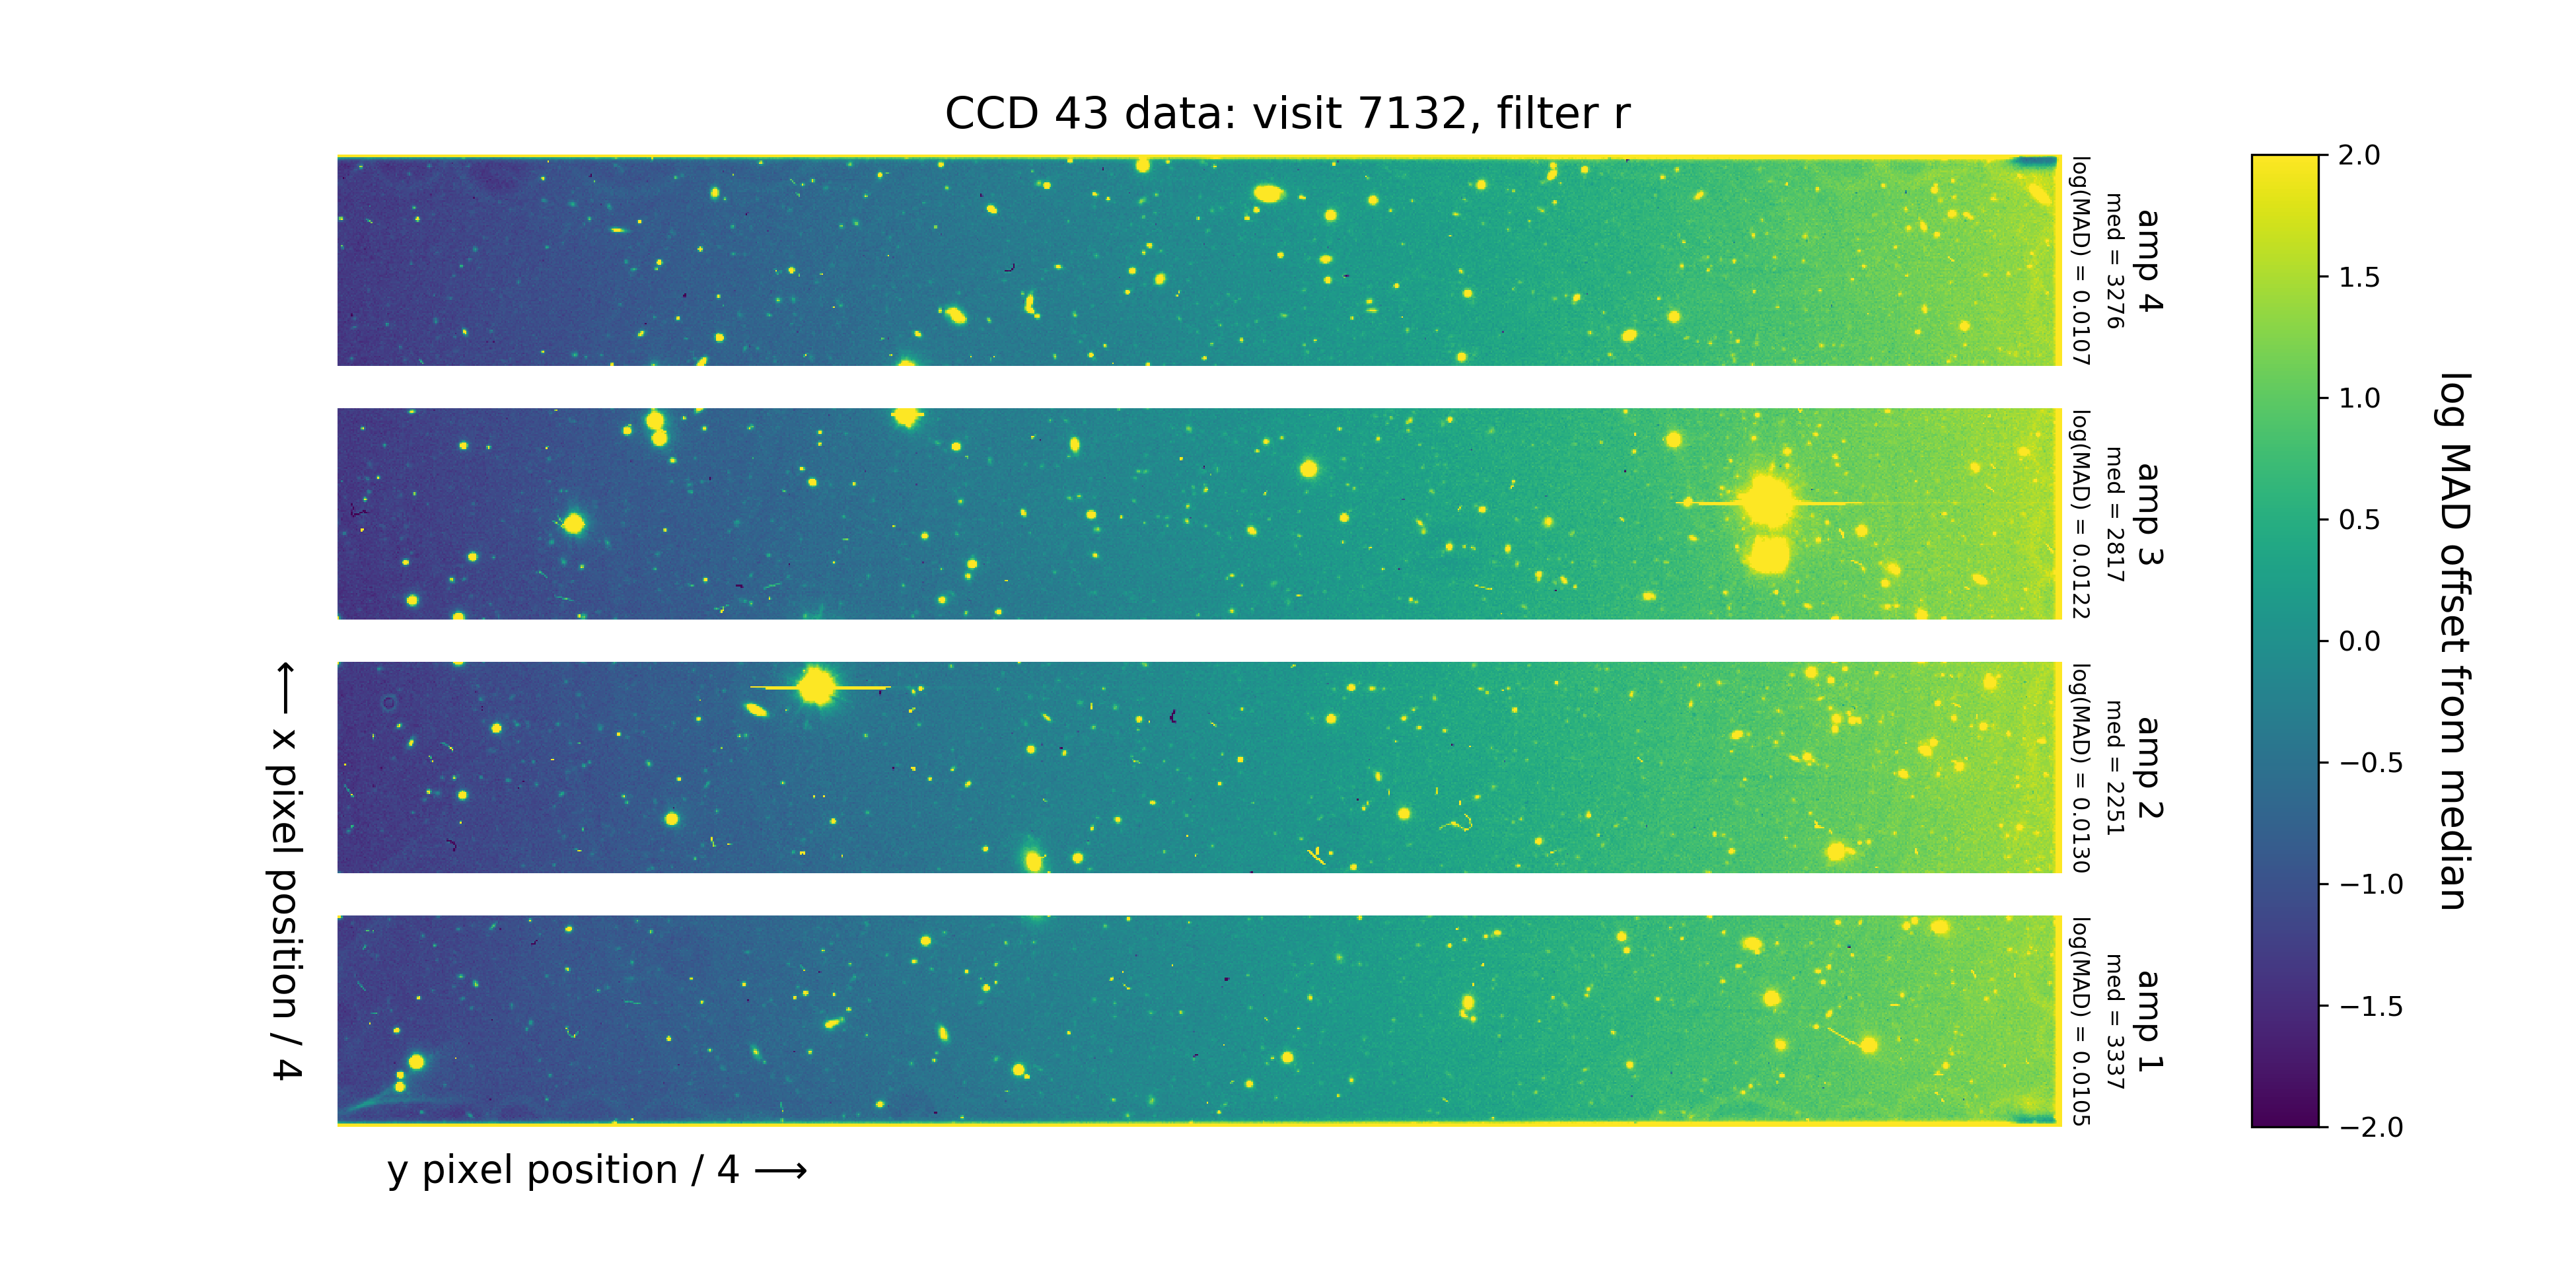 CCD 43 data: visit 7132, filter r
amp 4
med = 3276
log(MAD) = 0.0107
amp 3
med = 2817
log(MAD) = 0.0122
amp 2
med = 2251
log(MAD) = 0.0130
amp 1
med = 3337
log(MAD) = 0.0105
⟵ x pixel position / 4
y pixel position / 4 ⟶
2.0
1.5
1.0
0.5
0.0
−0.5
−1.0
−1.5
−2.0
log MAD offset from median